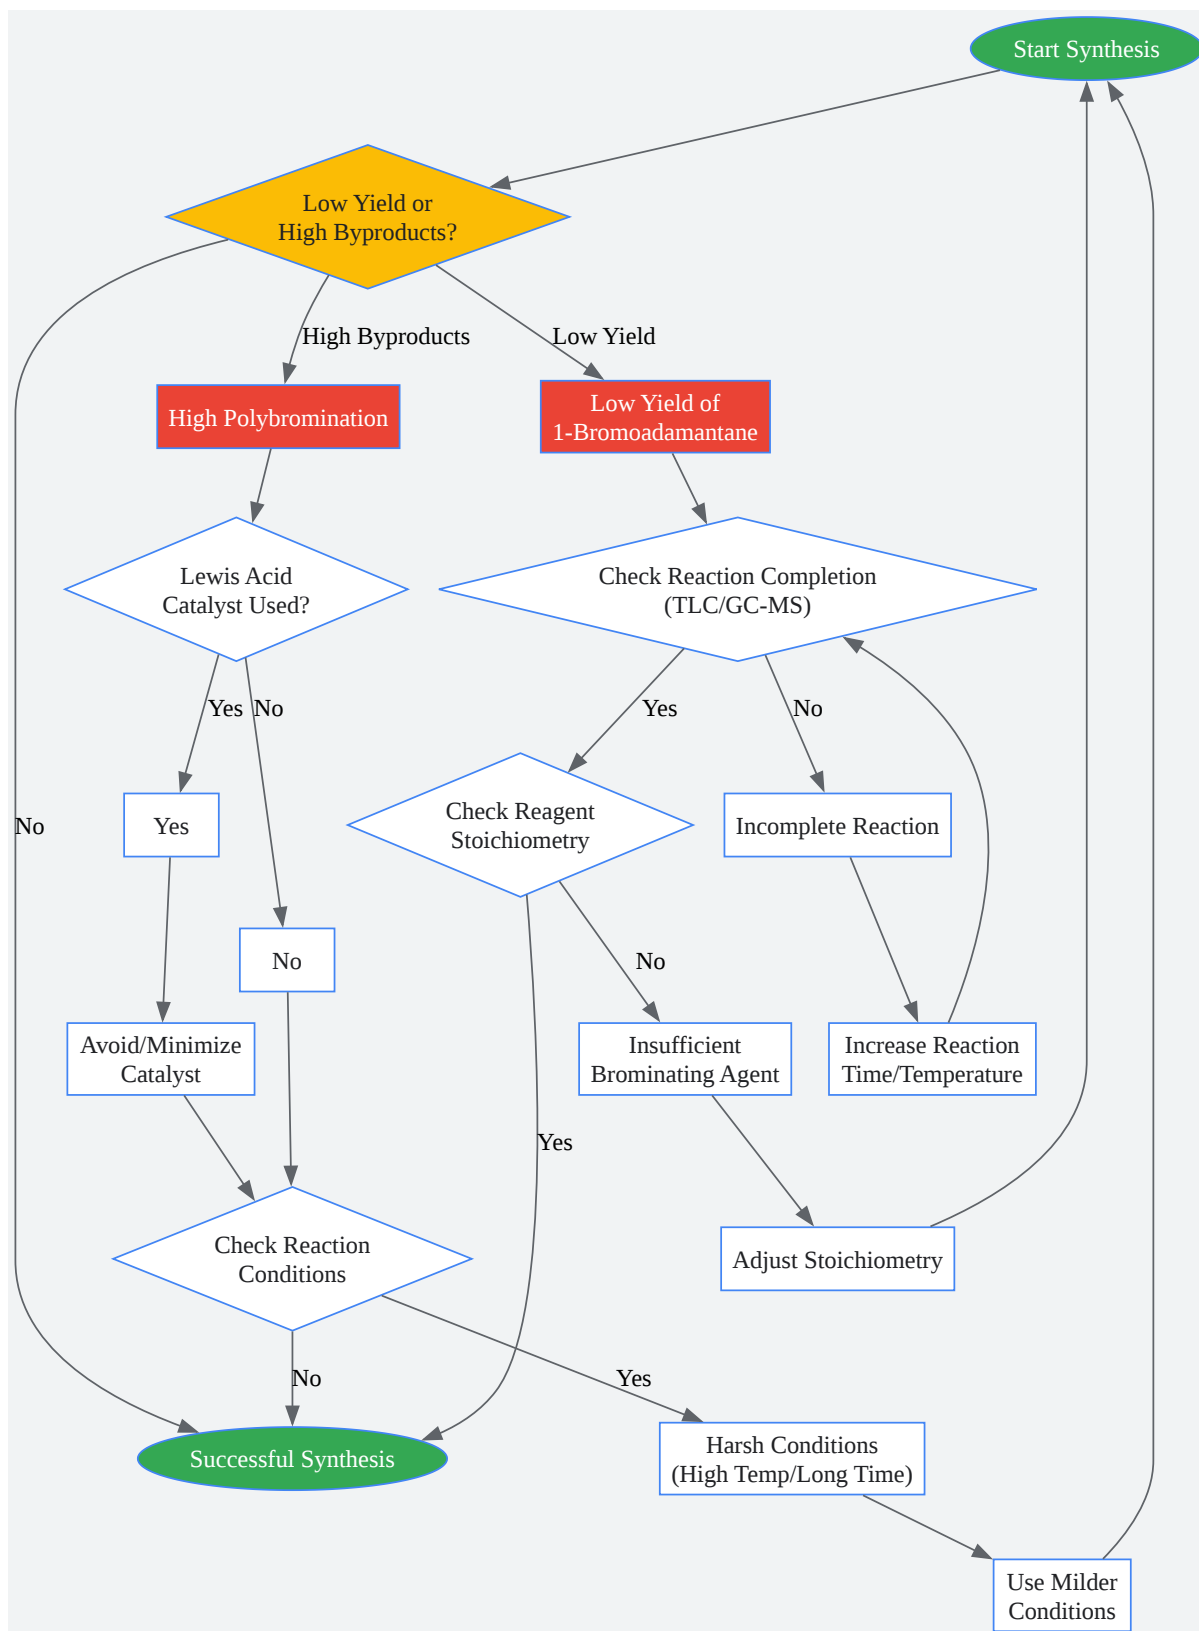 Start Synthesis
Low Yield or
High Byproducts?
High Byproducts
Low Yield
High Polybromination
Low Yield of
1-Bromoadamantane
Lewis Acid
Catalyst Used?
Check Reaction Completion
(TLC/GC-MS)
Yes
No
Yes
No
No
Yes
Check Reagent
Stoichiometry
Incomplete Reaction
No
No
Avoid/Minimize
Catalyst
Insufficient
Brominating Agent
Increase Reaction
Time/Temperature
Yes
Check Reaction
Conditions
Adjust Stoichiometry
No
Yes
Successful Synthesis
Harsh Conditions
(High Temp/Long Time)
Use Milder
Conditions